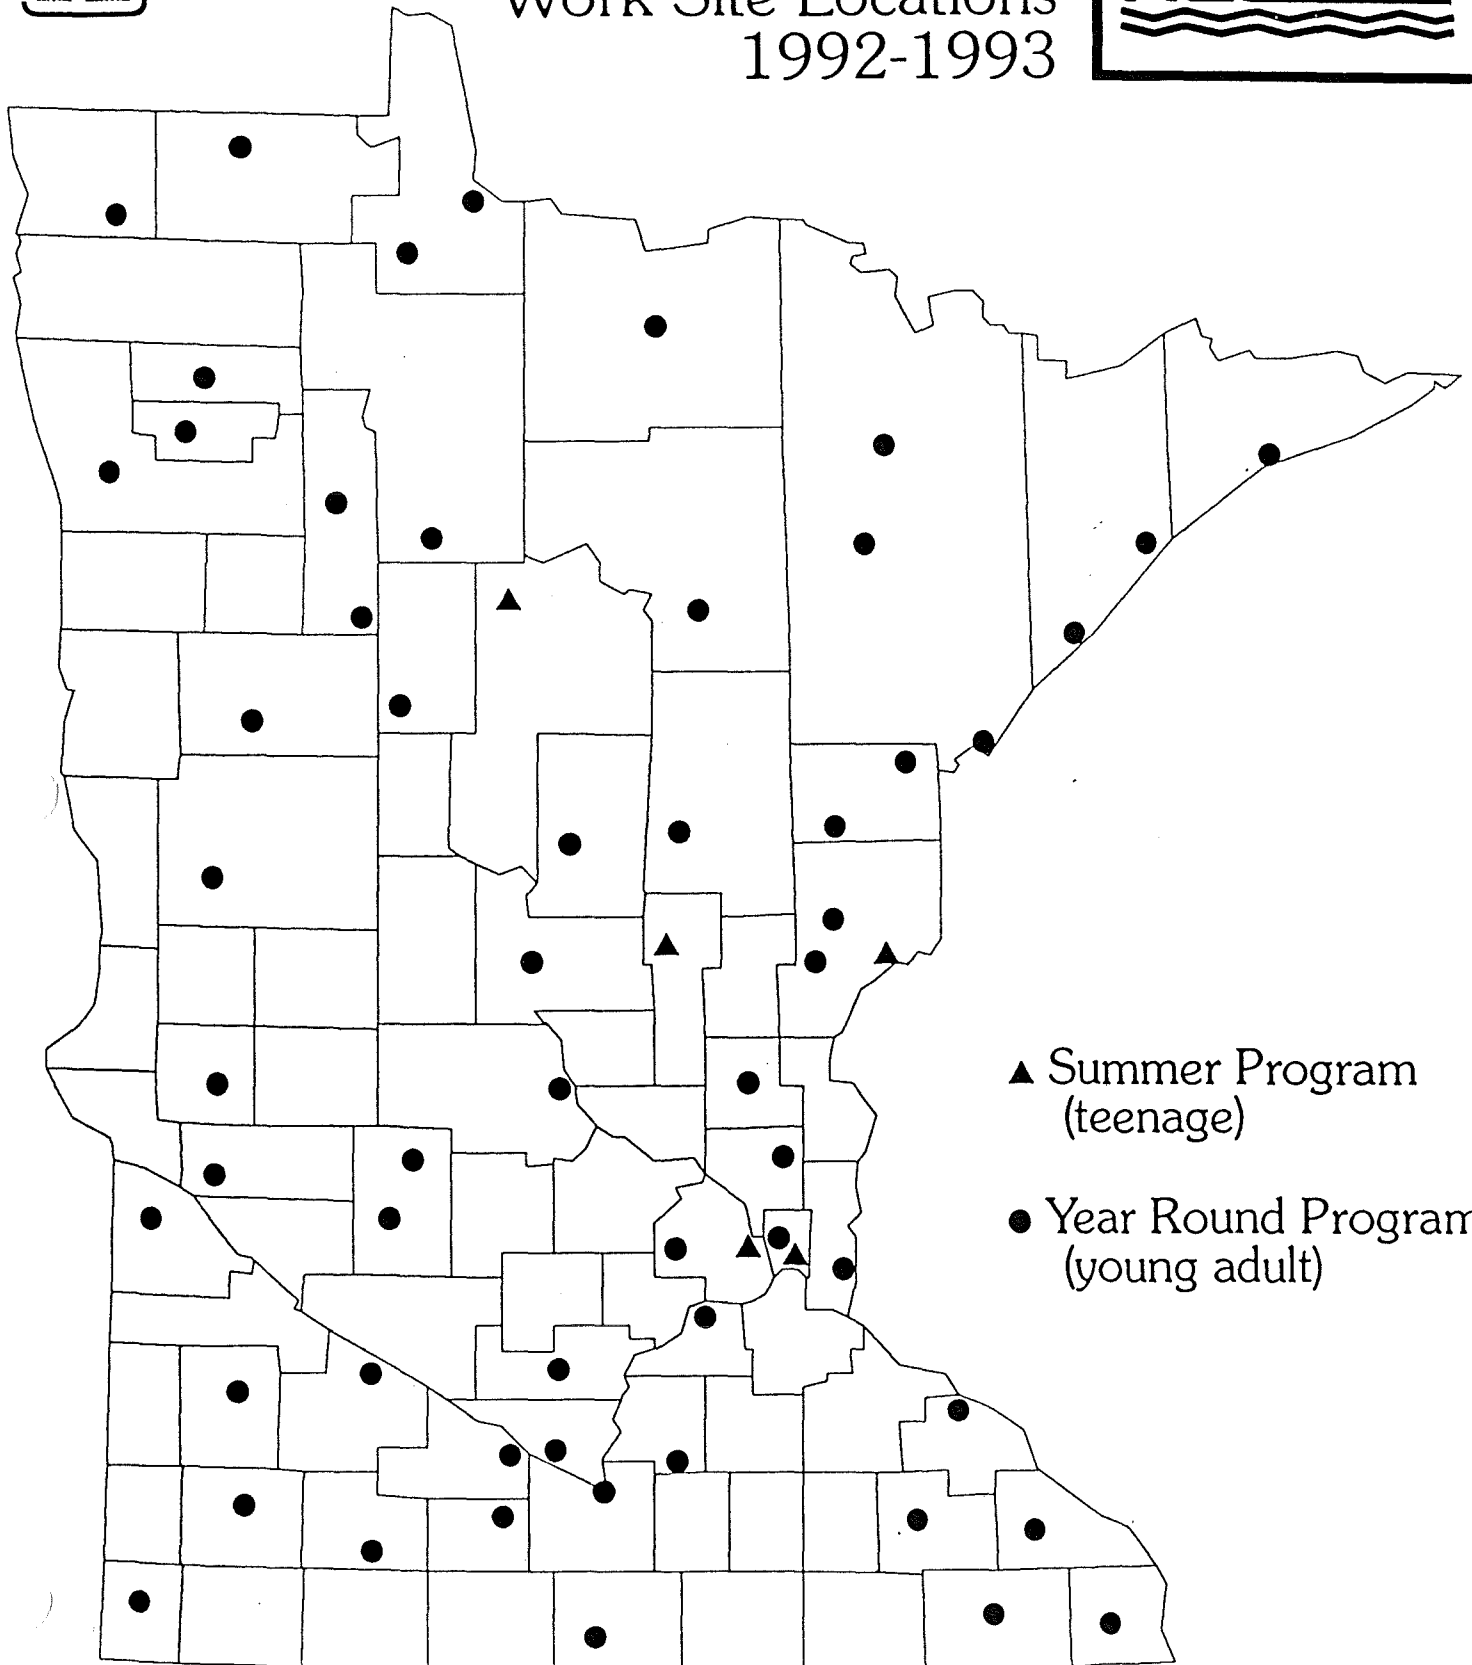 Work Site Locations
1992-1993
▲ Summer Program
(teenage)
● Year Round Program
(young adult)